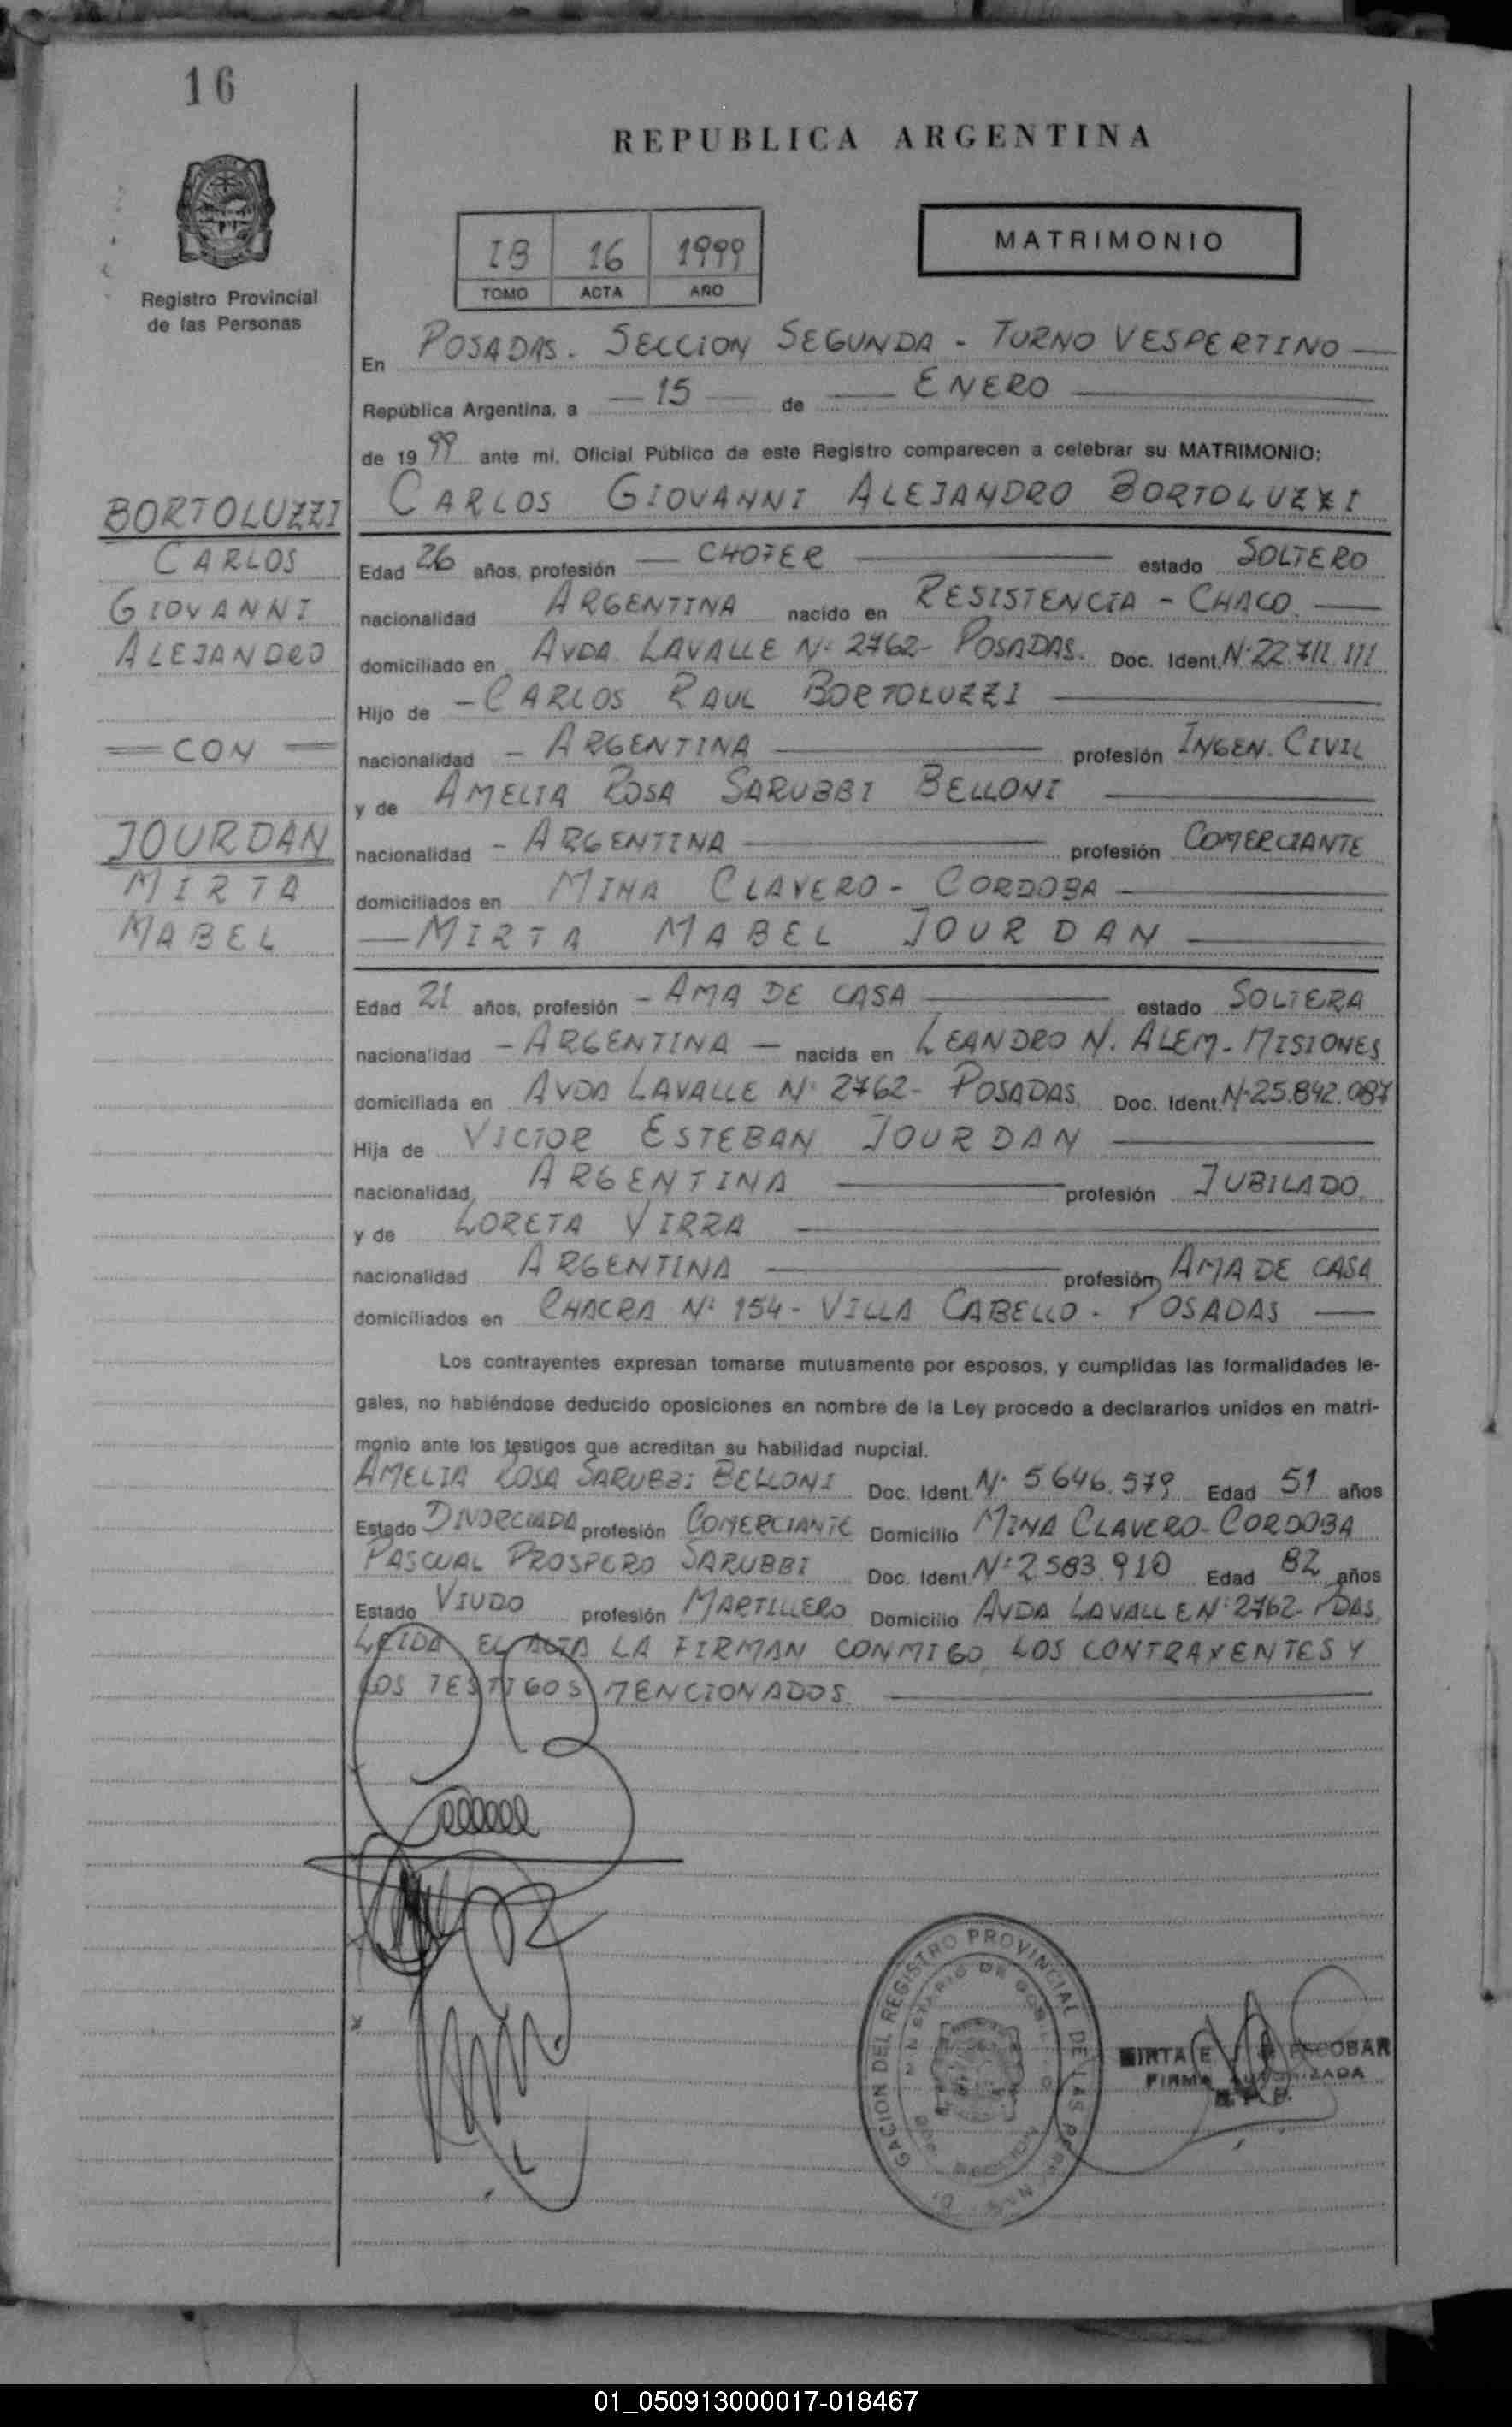 16
REPUBLICA ARGENTINA
MATRIMONIO
IB 16 1999
TOMO ACTA AÑO
Registro Provincial
de las Personas
En POSADAS. SECCION SEGUNDA - TURNO VESPERTINO
República Argentina, a 15 de ENERO
de 1999 ante mi, Oficial Público de este Registro comparecen a celebrar su MATRIMONIO:
BORTOLUZZI
CARLOS
GIOVANNI
ALEJANDRO
CON
JOURDAN
MIRTA
MABEL
CARLOS GIOVANNI ALEJANDRO BORTOLUZZI
Edad 26 años, profesión CHOFER estado SOLTERO
nacionalidad ARGENTINA nacido en RESISTENCIA - CHACO.
domiciliado en AVDA. LAVALLE Nº 2762- POSADAS. Doc. Ident. Nº 22.711.111
Hijo de - CARLOS RAUL BORTOLUZZI
nacionalidad - ARGENTINA profesión INGEN. CIVIL
y de AMELIA ROSA SARUBBI BELLONI
nacionalidad - ARGENTINA profesión COMERCIANTE
domiciliados en MINA CLAVERO - CORDOBA
MIRTA MABEL JOURDAN
Edad 21 años, profesión - AMA DE CASA estado SOLTERA
nacionalidad - ARGENTINA - nacida en LEANDRO N. ALEM - MISIONES
domiciliada en AVDA LAVALLE Nº 2762- POSADAS. Doc. Ident. Nº 25.842.087
Hija de VICTOR ESTEBAN JOURDAN
nacionalidad ARGENTINA profesión JUBILADO.
y de LORETA VIRRA
nacionalidad ARGENTINA profesión AMA DE CASA
domiciliados en CHACRA Nº 154 - VILLA CABELLO - POSADAS
Los contrayentes expresan tomarse mutuamente por esposos, y cumplidas las formalidades le-
gales, no habiéndose deducido oposiciones en nombre de la Ley procedo a declararlos unidos en matri-
monio ante los testigos que acreditan su habilidad nupcial.
AMELIA ROSA SARUBBI BELLONI Doc. Ident. Nº 5.646.579 Edad 51 años
Estado DIVORCIADA profesión COMERCIANTE Domicilio MINA CLAVERO - CORDOBA
PASCUAL PROSPERO SARUBBI Doc. Ident. Nº 2.583.910 Edad 82 años
Estado VIUDO profesión MARTILLERO Domicilio AVDA LAVALLE Nº 2762- PDAS.
LEIDA EL ACTA LA FIRMAN CONMIGO, LOS CONTRAYENTES Y
LOS TESTIGOS MENCIONADOS.
GACION DEL REGISTRO PROVINCIAL DE LAS
MIRTA E ESCOBAR
FIRMA AUTORIZADA
01_050913000017-018467